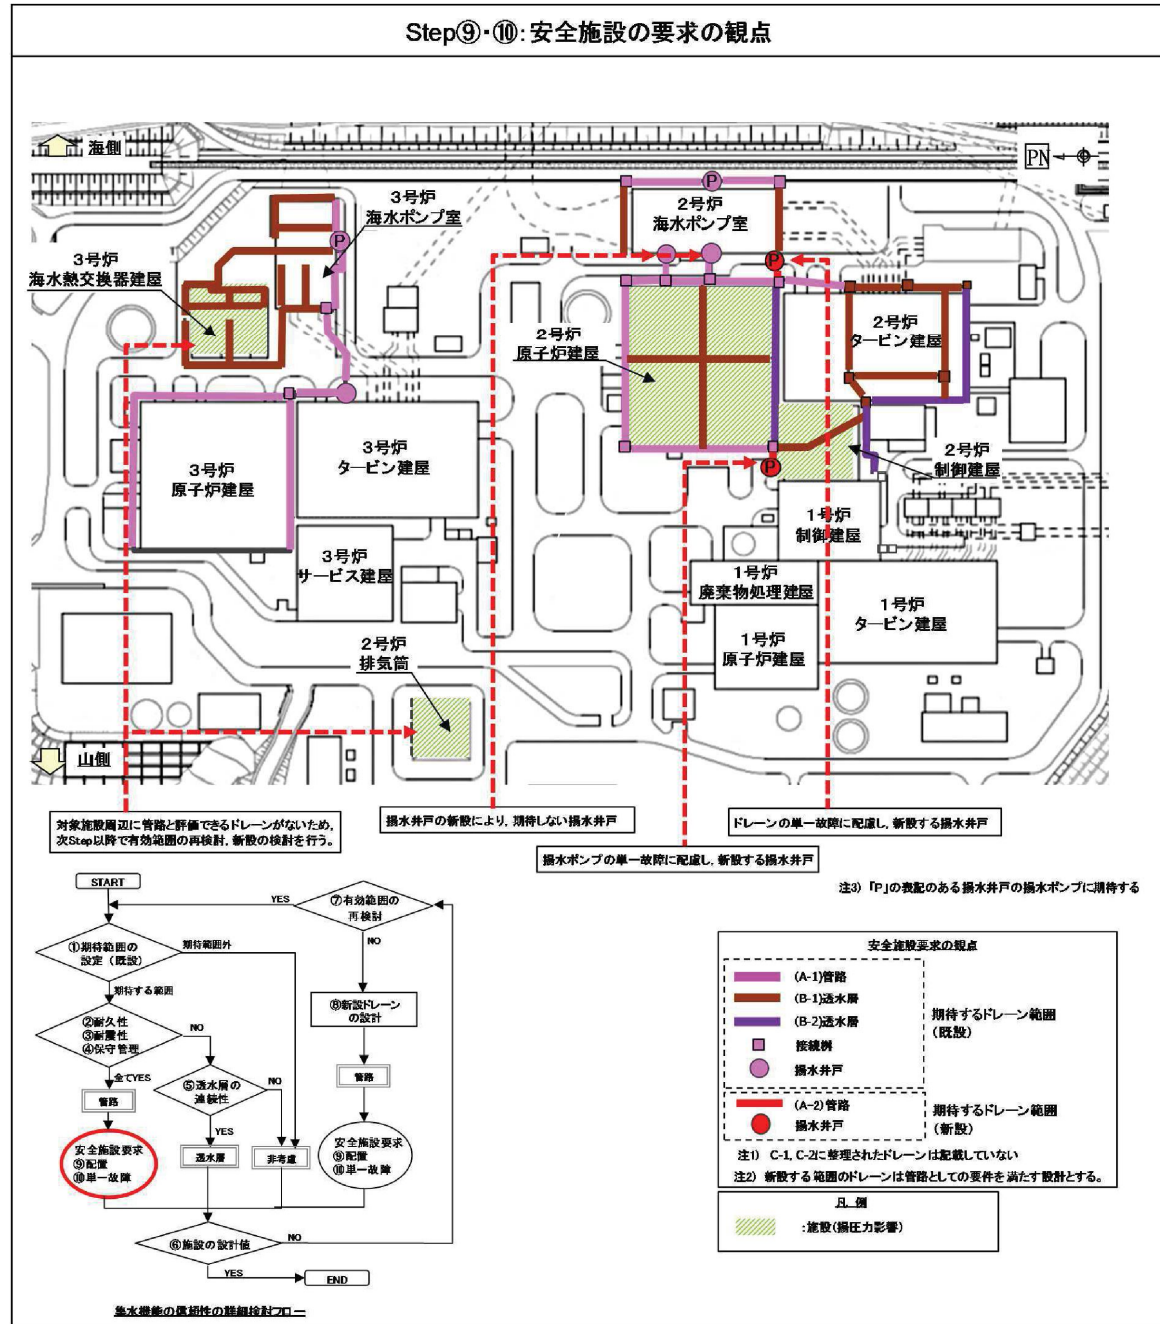 Step⑨・⑩:安全施設の要求の観点
海側
PN
3号炉
海水ポンプ室
2号炉
海水ポンプ室
3号炉
海水熱交換器建屋
2号炉
原子炉建屋
2号炉
タービン建屋
3号炉
原子炉建屋
3号炉
タービン建屋
2号炉
制御建屋
1号炉
制御建屋
3号炉
サービス建屋
1号炉
廃棄物処理建屋
1号炉
タービン建屋
1号炉
原子炉建屋
2号炉
排気筒
山側
P
P
P
P
対象施設周辺に管路と評価できるドレーンがないため,
次Step以降で有効範囲の再検討, 新設の検討を行う。
揚水井戸の新設により, 期待しない揚水井戸
ドレーンの単一故障に配慮し, 新設する揚水井戸
揚水ポンプの単一故障に配慮し, 新設する揚水井戸
注3) 「P」の表記のある揚水井戸の揚水ポンプに期待する
START
YES
⑦有効範囲の
再検討
NO
①期待範囲の
設定(既設)
期待範囲外
期待する範囲
②耐久性
③耐震性
④保守管理
NO
全てYES
管路
⑤透水層の
連続性
NO
YES
透水層
非考慮
⑧新設ドレーン
の設計
管路
安全施設要求
⑨配置
⑩単一故障
安全施設要求
⑨配置
⑩単一故障
⑥施設の設計値
NO
YES
END
集水機能の信頼性の詳細検討フロー
安全施設要求の観点
(A-1)管路
(B-1)透水層
(B-2)透水層
接続桝
揚水井戸
期待するドレーン範囲
(既設)
(A-2)管路
揚水井戸
期待するドレーン範囲
(新設)
注1) C-1, C-2に整理されたドレーンは記載していない
注2) 新設する範囲のドレーンは管路としての要件を満たす設計とする。
凡 例
:施設(揚圧力影響)